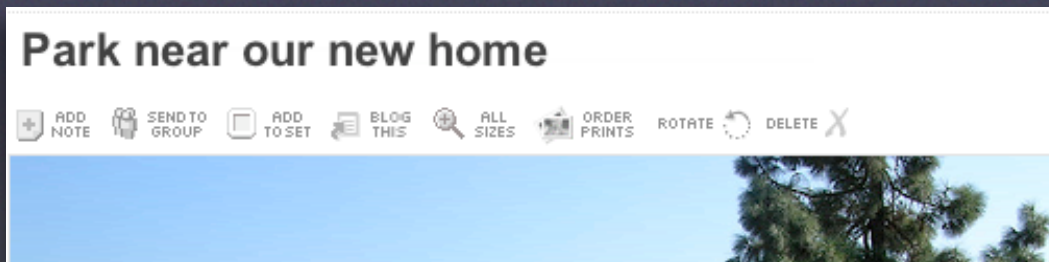 Park near our new home
ADD
NOTE
SEND TO
GROUP
ADD
TO SET
BLOG
THIS
ALL
SIZES
ORDER
PRINTS
ROTATE
DELETE